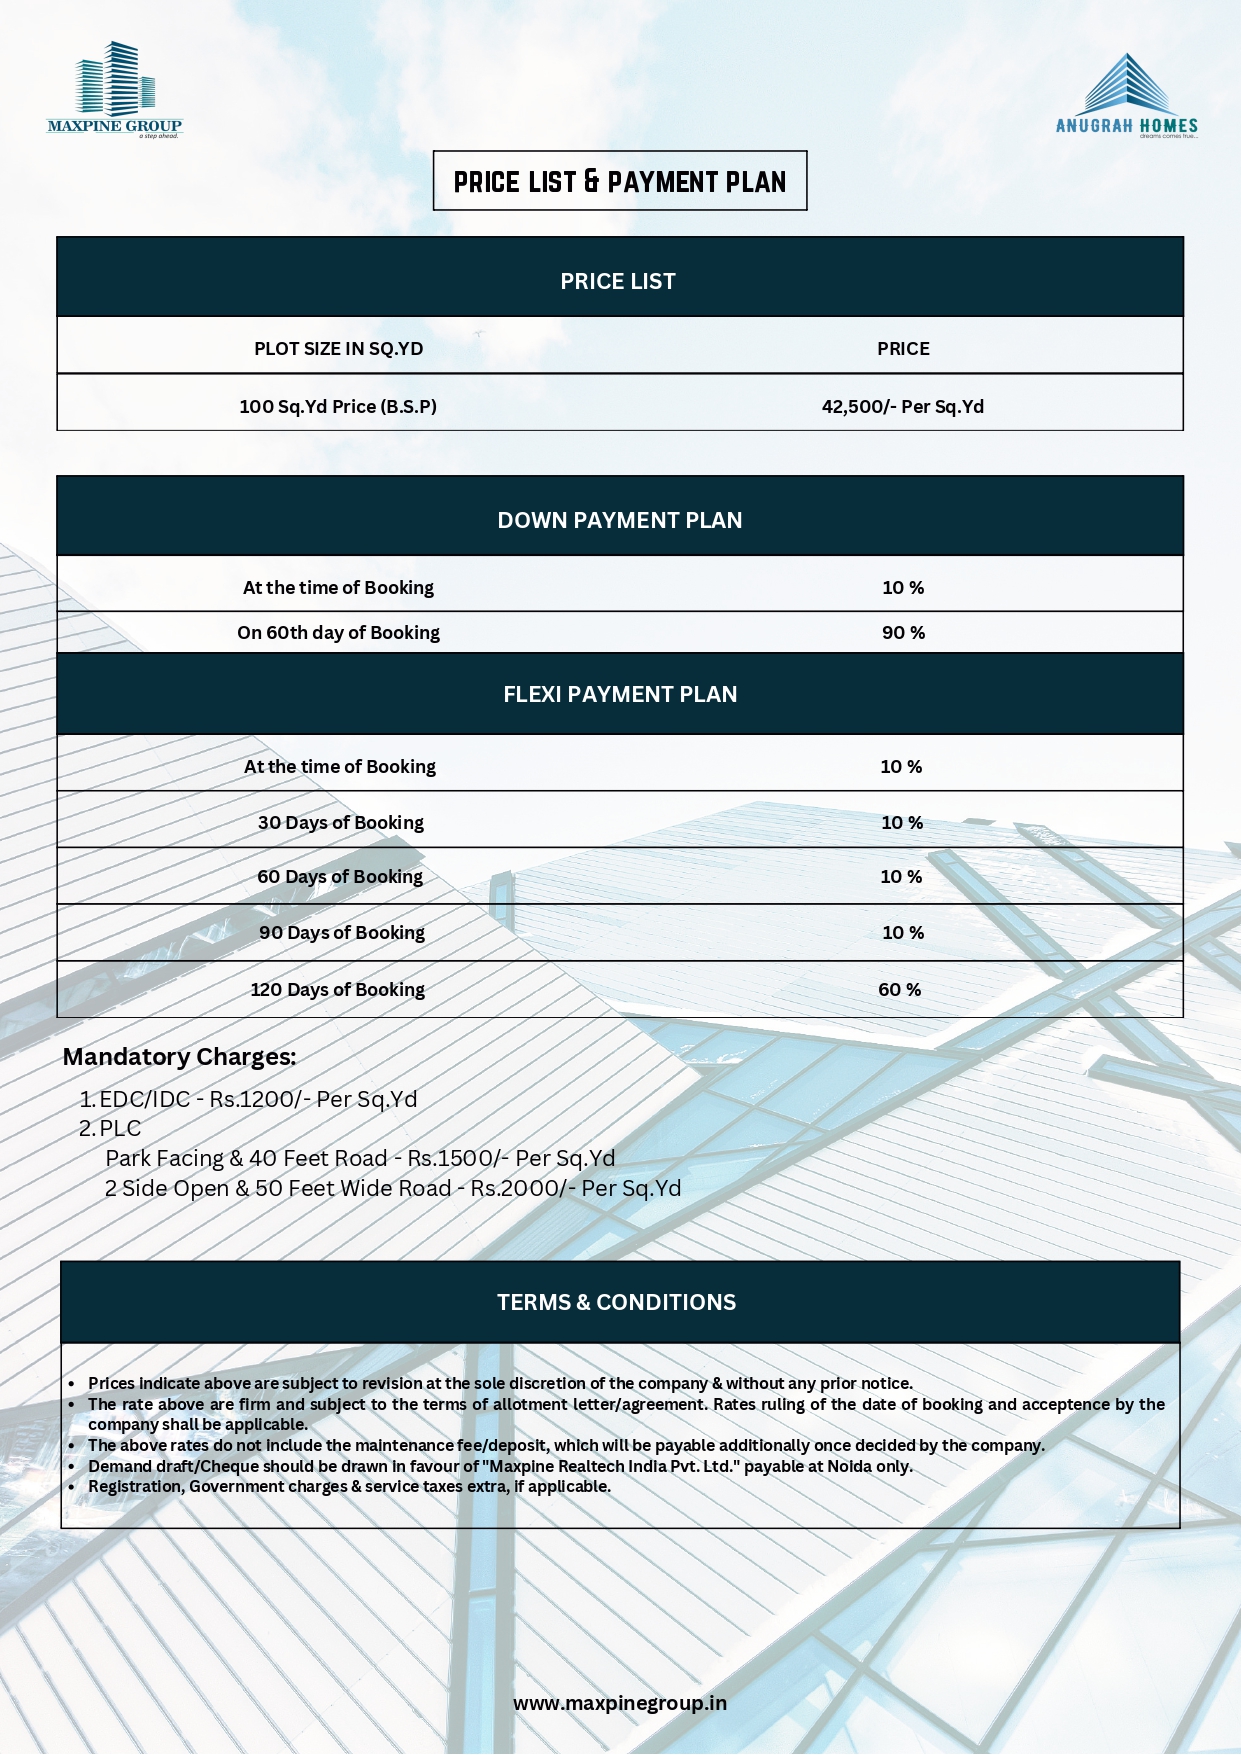 MAXPINE GROUP
a step ahead.
ANUGRAH HOMES
dreams comes true...
PRICE LIST & PAYMENT PLAN
PRICE LIST
PLOT SIZE IN SQ.YD PRICE
100 Sq.Yd Price (B.S.P) 42,500/- Per Sq.Yd
DOWN PAYMENT PLAN
At the time of Booking 10 %
On 60th day of Booking 90 %
FLEXI PAYMENT PLAN
At the time of Booking 10 %
30 Days of Booking 10 %
60 Days of Booking 10 %
90 Days of Booking 10 %
120 Days of Booking 60 %
Mandatory Charges:
1. EDC/IDC - Rs.1200/- Per Sq.Yd
2. PLC
Park Facing & 40 Feet Road - Rs.1500/- Per Sq.Yd
2 Side Open & 50 Feet Wide Road - Rs.2000/- Per Sq.Yd
TERMS & CONDITIONS
• Prices indicate above are subject to revision at the sole discretion of the company & without any prior notice.
• The rate above are firm and subject to the terms of allotment letter/agreement. Rates ruling of the date of booking and acceptence by the
company shall be applicable.
• The above rates do not include the maintenance fee/deposit, which will be payable additionally once decided by the company.
• Demand draft/Cheque should be drawn in favour of "Maxpine Realtech India Pvt. Ltd." payable at Noida only.
• Registration, Government charges & service taxes extra, if applicable.
www.maxpinegroup.in